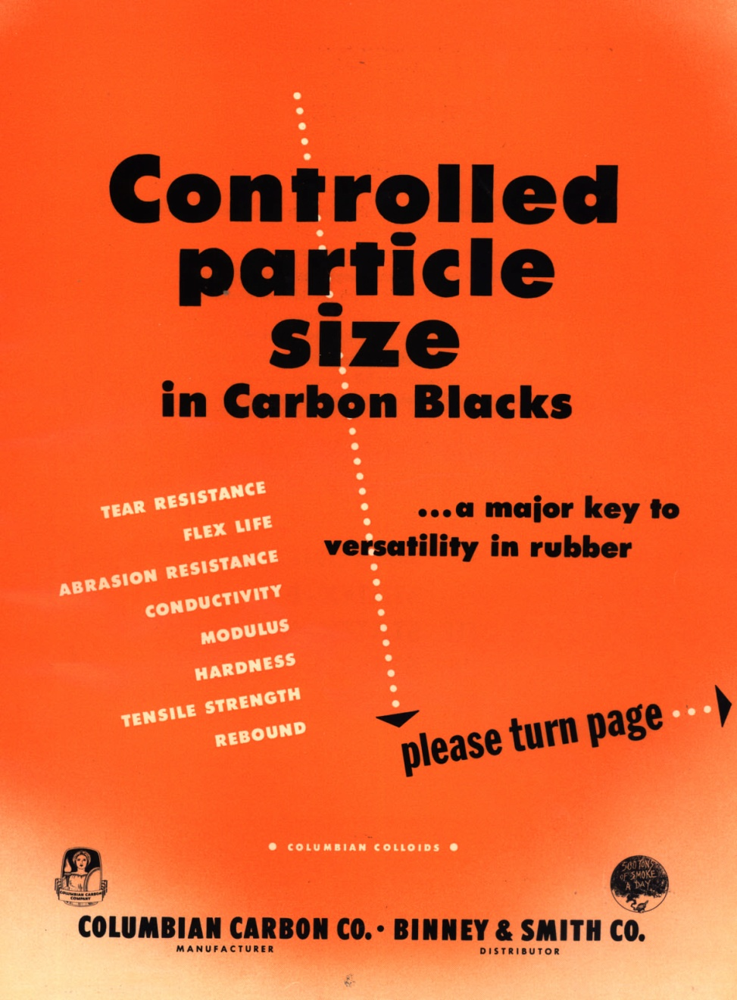 Controlled
particle
size
in Carbon Blacks
TEAR RESISTANCE
FLEX LIFE
ABRASION RESISTANCE
CONDUCTIVITY
MODULUS
HARDNESS
TENSILE STRENGTH
REBOUND
...a major key to
versatility in rubber
please turn page
• COLUMBIAN COLLOIDS •
COLUMBIAN CARBON
COMPANY
500 TONS
OF SMOKE
A DAY
COLUMBIAN CARBON CO. • BINNEY & SMITH CO.
MANUFACTURER
DISTRIBUTOR